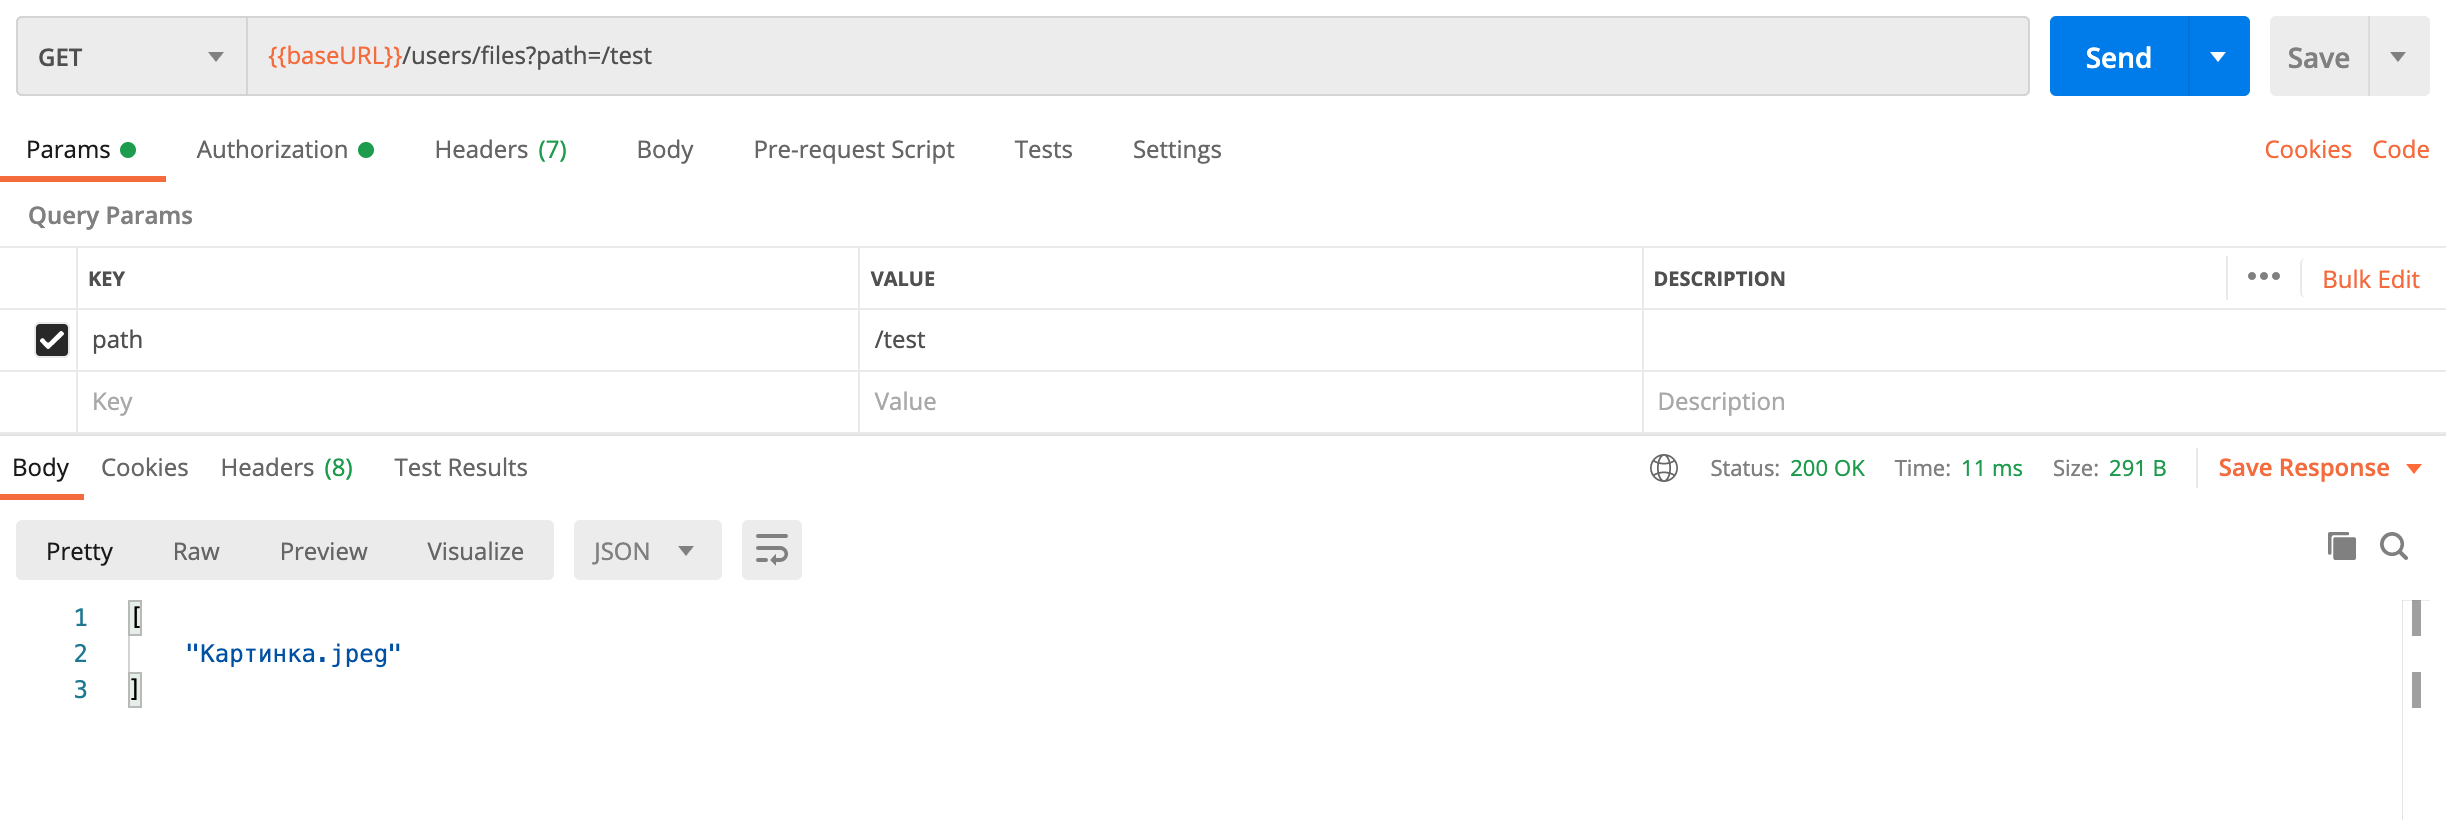 GET {{baseURL}}/users/files?path=/test Send Save
Params Authorization Headers (7) Body Pre-request Script Tests Settings Cookies Code
Query Params
KEY VALUE DESCRIPTION ••• Bulk Edit
path /test
Key Value Description
Body Cookies Headers (8) Test Results Status: 200 OK Time: 11 ms Size: 291 B Save Response
Pretty Raw Preview Visualize JSON
1 [
2 "Картинка.jpeg"
3 ]